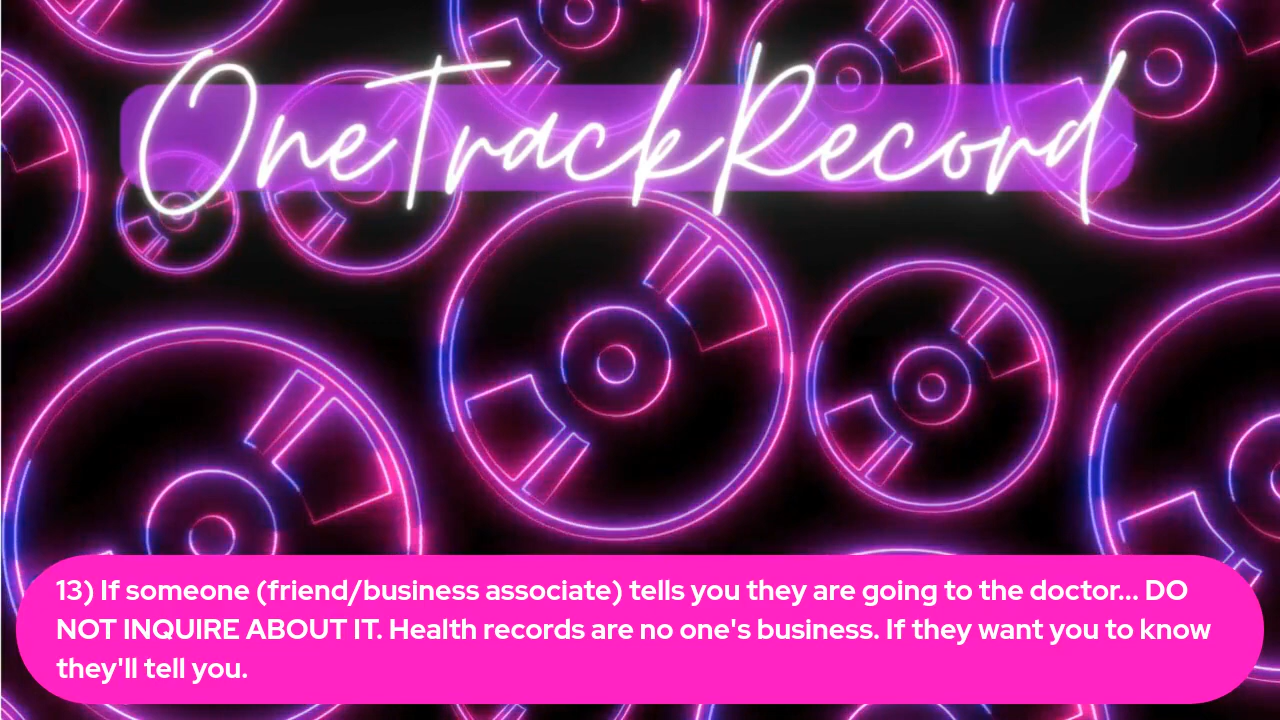 OneTrackRecord
13) If someone (friend/business associate) tells you they are going to the doctor... DO
NOT INQUIRE ABOUT IT. Health records are no one's business. If they want you to know
they'll tell you.